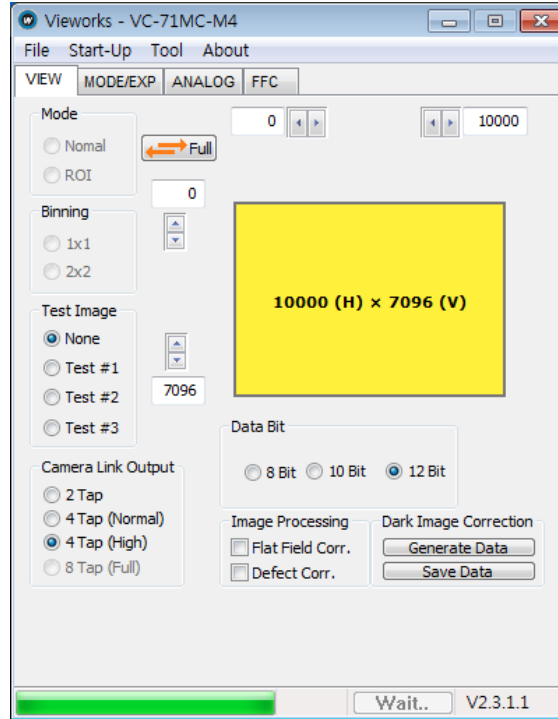 Vieworks - VC-71MC-M4
File Start-Up Tool About
VIEW MODE/EXP ANALOG FFC
Mode
Nomal
ROI
Full
0
10000
0
Binning
1x1
2x2
10000 (H) × 7096 (V)
Test Image
None
Test #1
Test #2
Test #3
7096
Data Bit
8 Bit 10 Bit 12 Bit
Camera Link Output
2 Tap
4 Tap (Normal)
4 Tap (High)
8 Tap (Full)
Image Processing
Flat Field Corr.
Defect Corr.
Dark Image Correction
Generate Data
Save Data
Wait.. V2.3.1.1